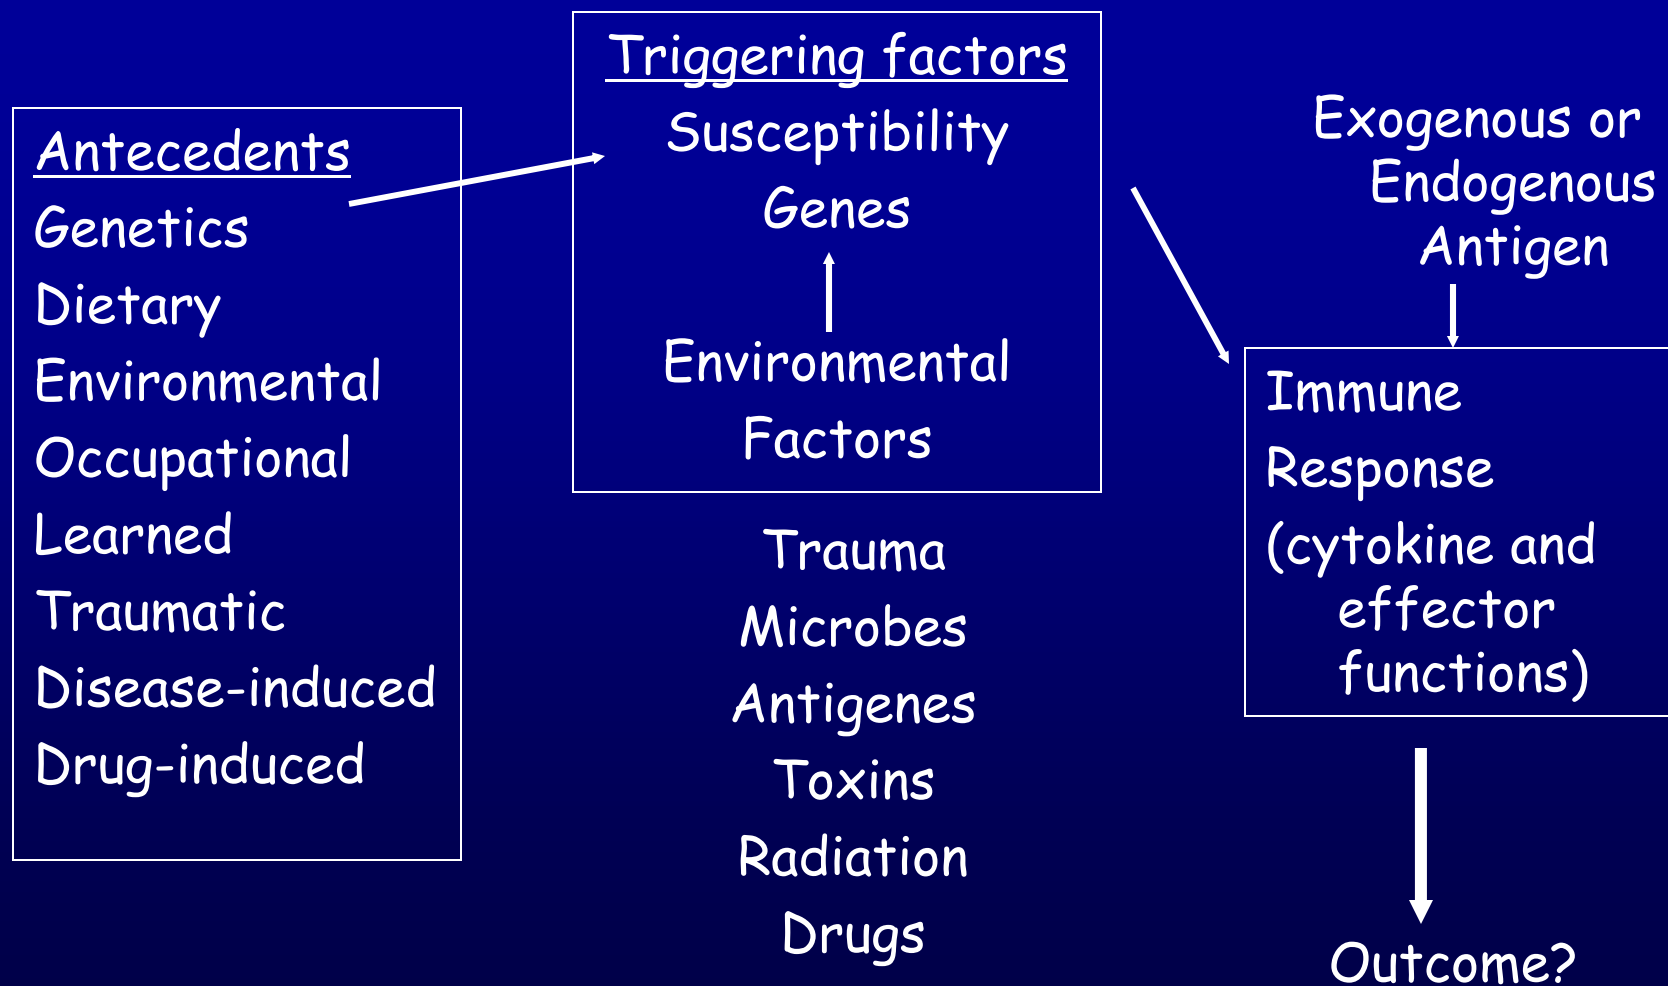 Antecedents
Genetics
Dietary
Environmental
Occupational
Learned
Traumatic
Disease-induced
Drug-induced
Triggering factors
Susceptibility
Genes
Environmental
Factors
Trauma
Microbes
Antigenes
Toxins
Radiation
Drugs
Exogenous or
Endogenous
Antigen
Immune
Response
(cytokine and
effector
functions)
Outcome?